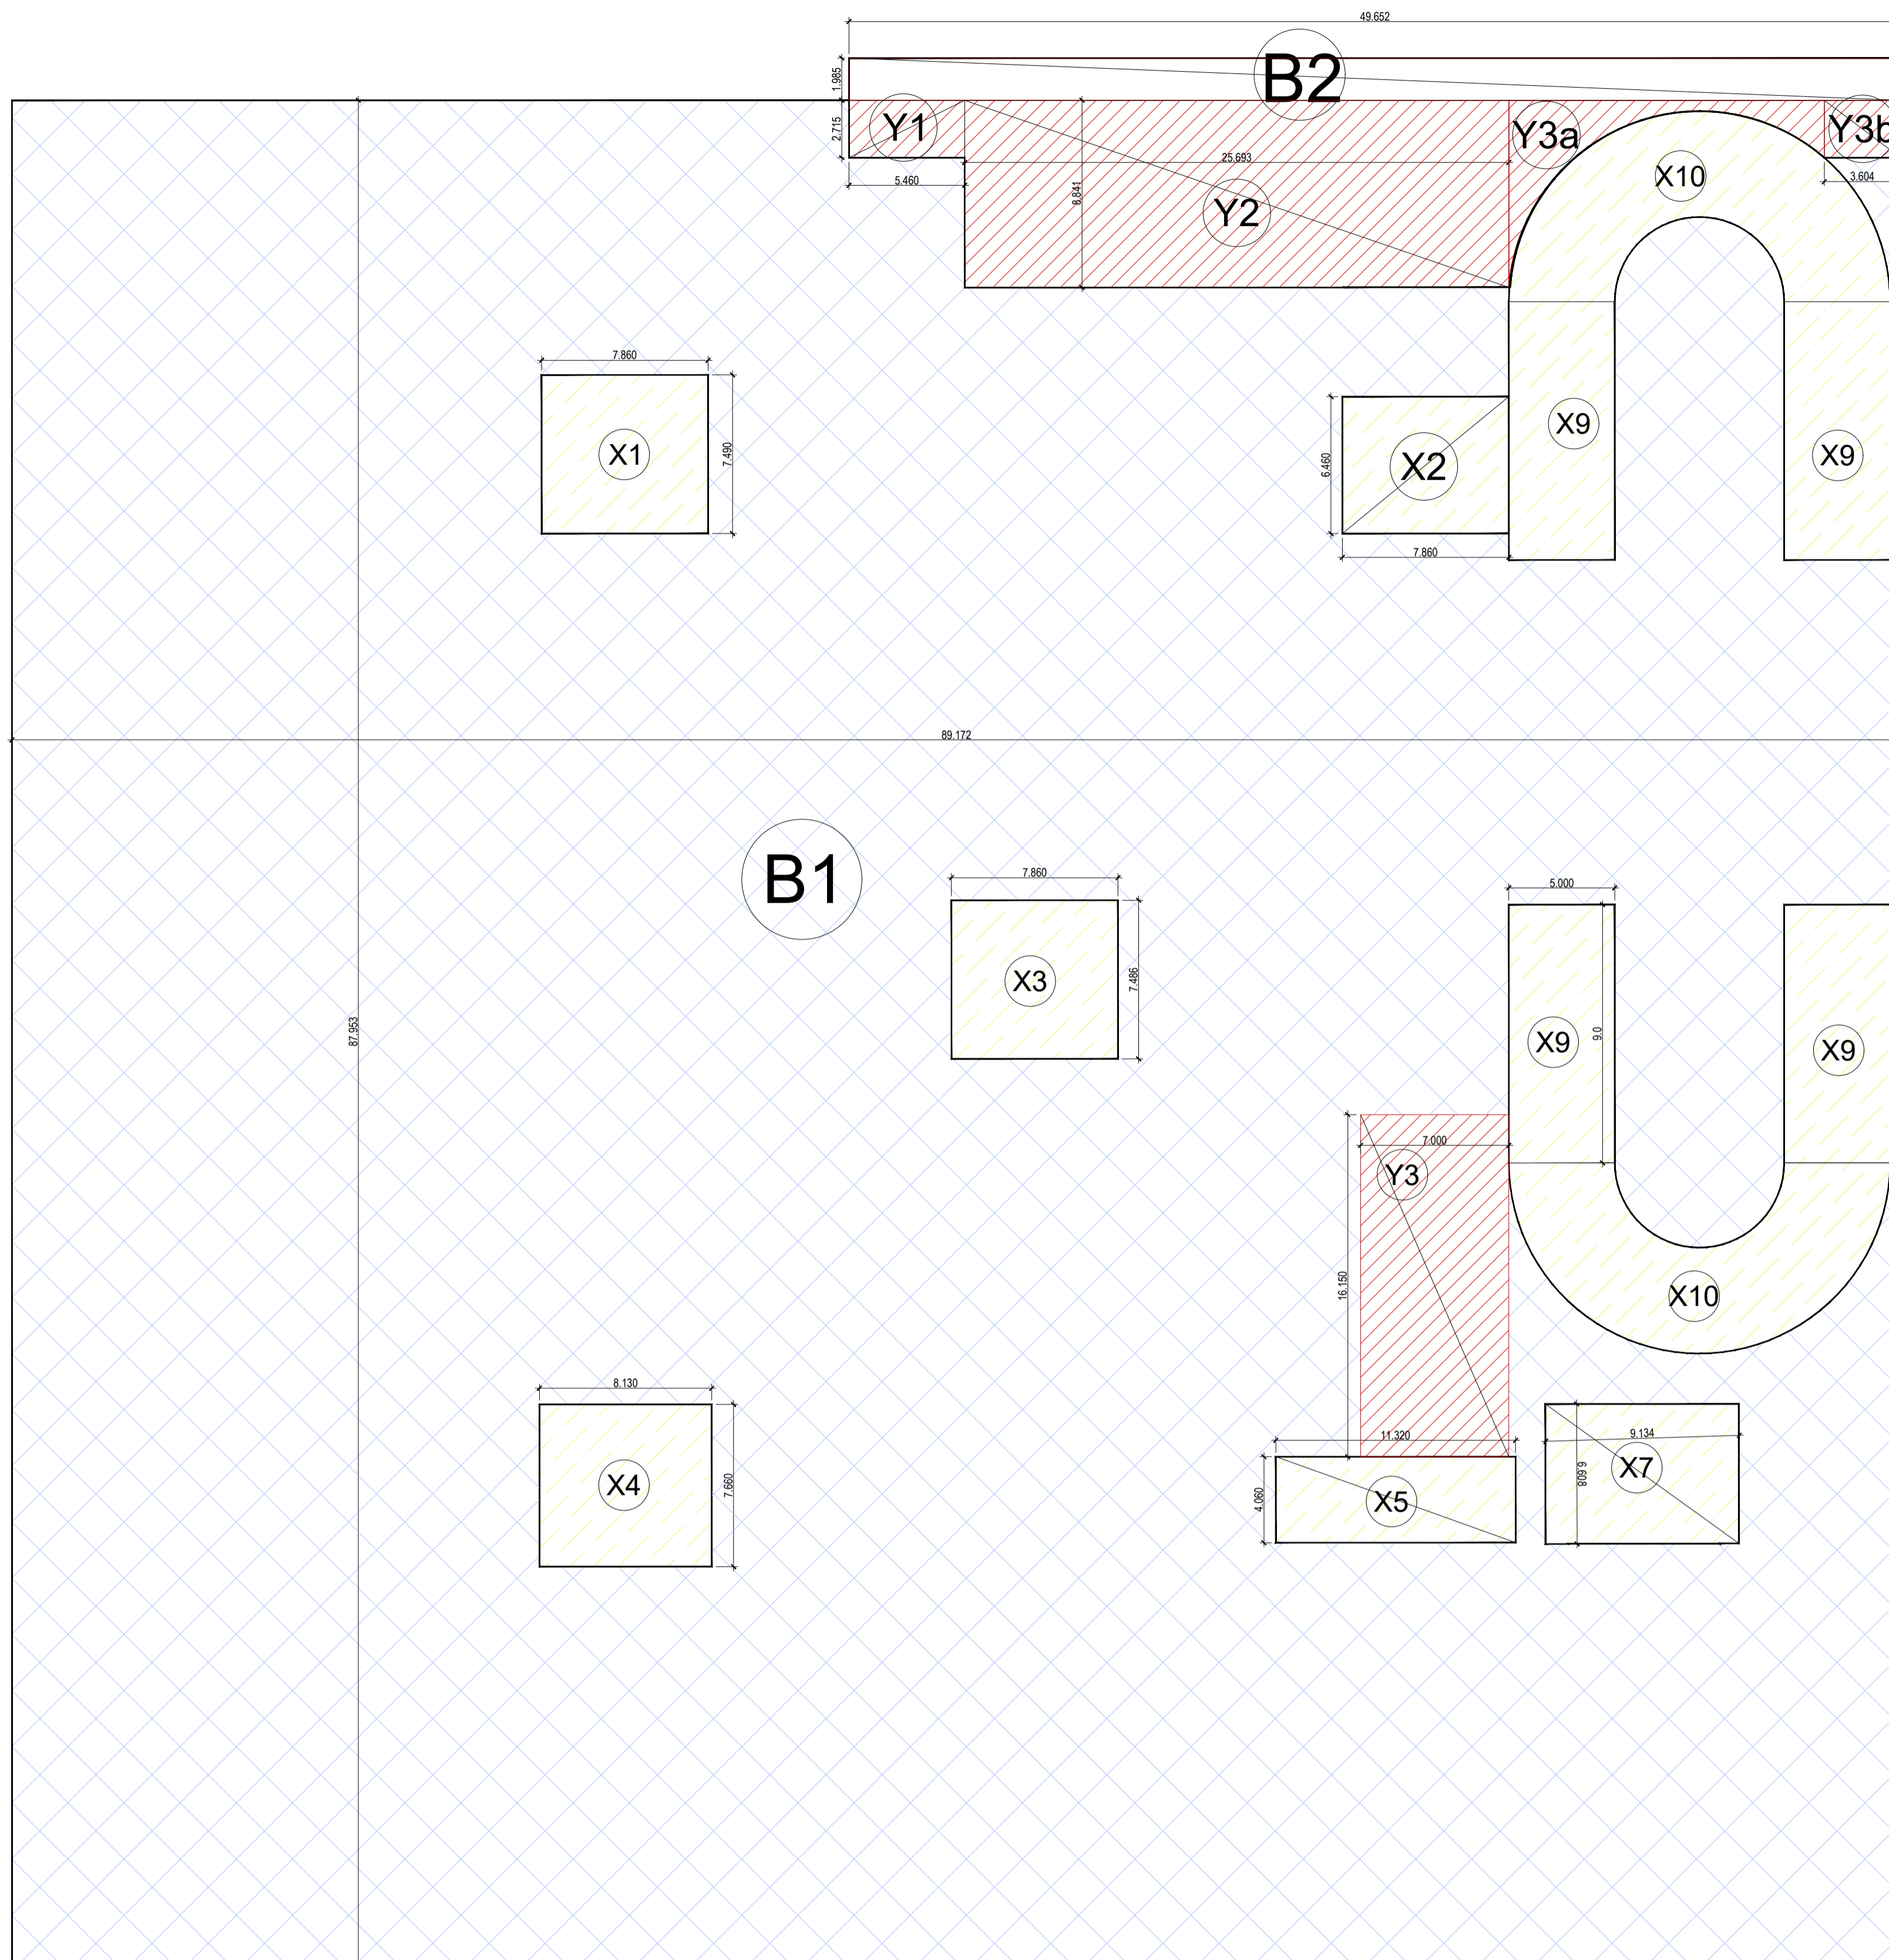 49.652
B2
1.985
2.715
Y1
Y3a
Y3b
25.693
X10
3.604
5.460
8.841
Y2
7.860
X1
7.490
X9
X9
6.460
X2
7.860
89.172
B1
7.860
5.000
X3
7.486
87.953
X9
9.0
X9
7.000
Y3
16.150
X10
8.130
X4
7.660
11.320
9.134
X7
6.608
4.060
X5